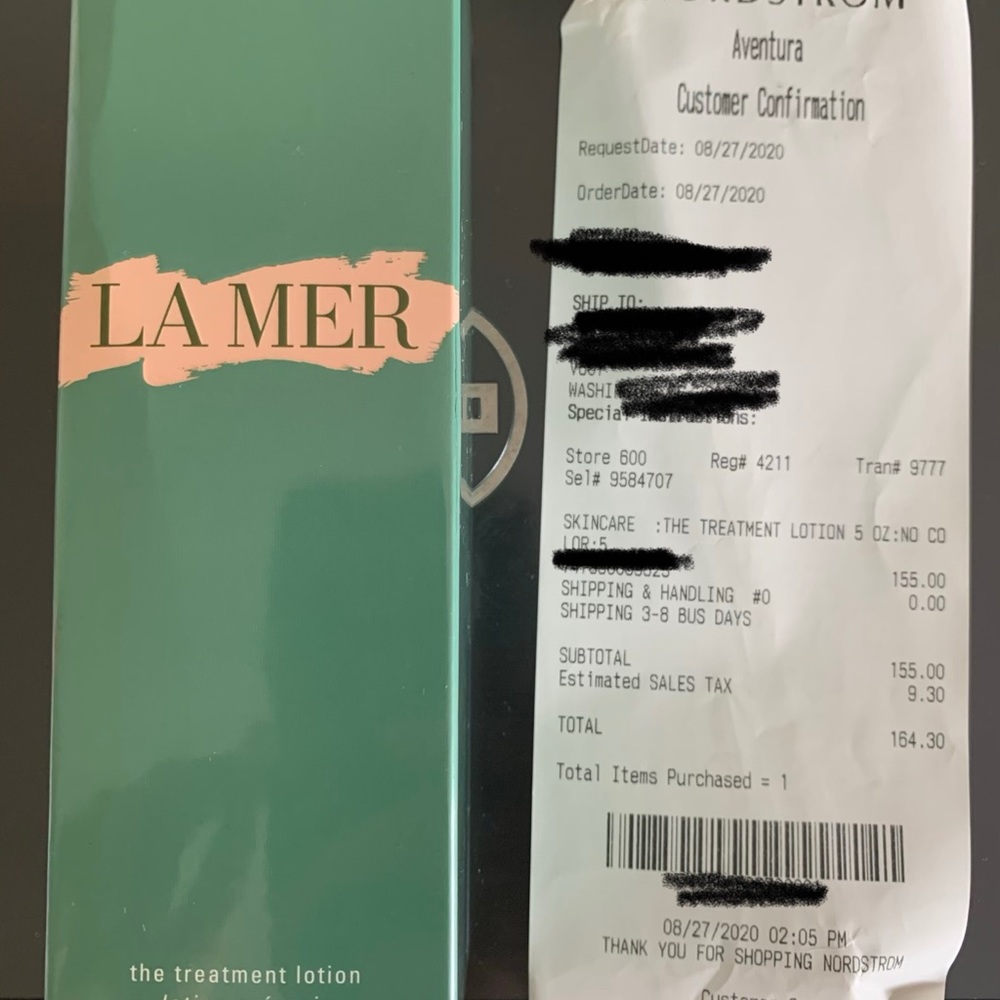 LA MER
the treatment lotion
NORDSTROM
Aventura
Customer Confirmation
RequestDate: 08/27/2020
OrderDate: 08/27/2020
SHIP TO:
WASHI
Special Instructions:
Store 600 Reg# 4211 Tran# 9777
Sel# 9584707
SKINCARE :THE TREATMENT LOTION 5 OZ:NO CO
LOR:5
155.00
SHIPPING & HANDLING #0 0.00
SHIPPING 3-8 BUS DAYS
SUBTOTAL 155.00
Estimated SALES TAX 9.30
TOTAL 164.30
Total Items Purchased = 1
08/27/2020 02:05 PM
THANK YOU FOR SHOPPING NORDSTROM